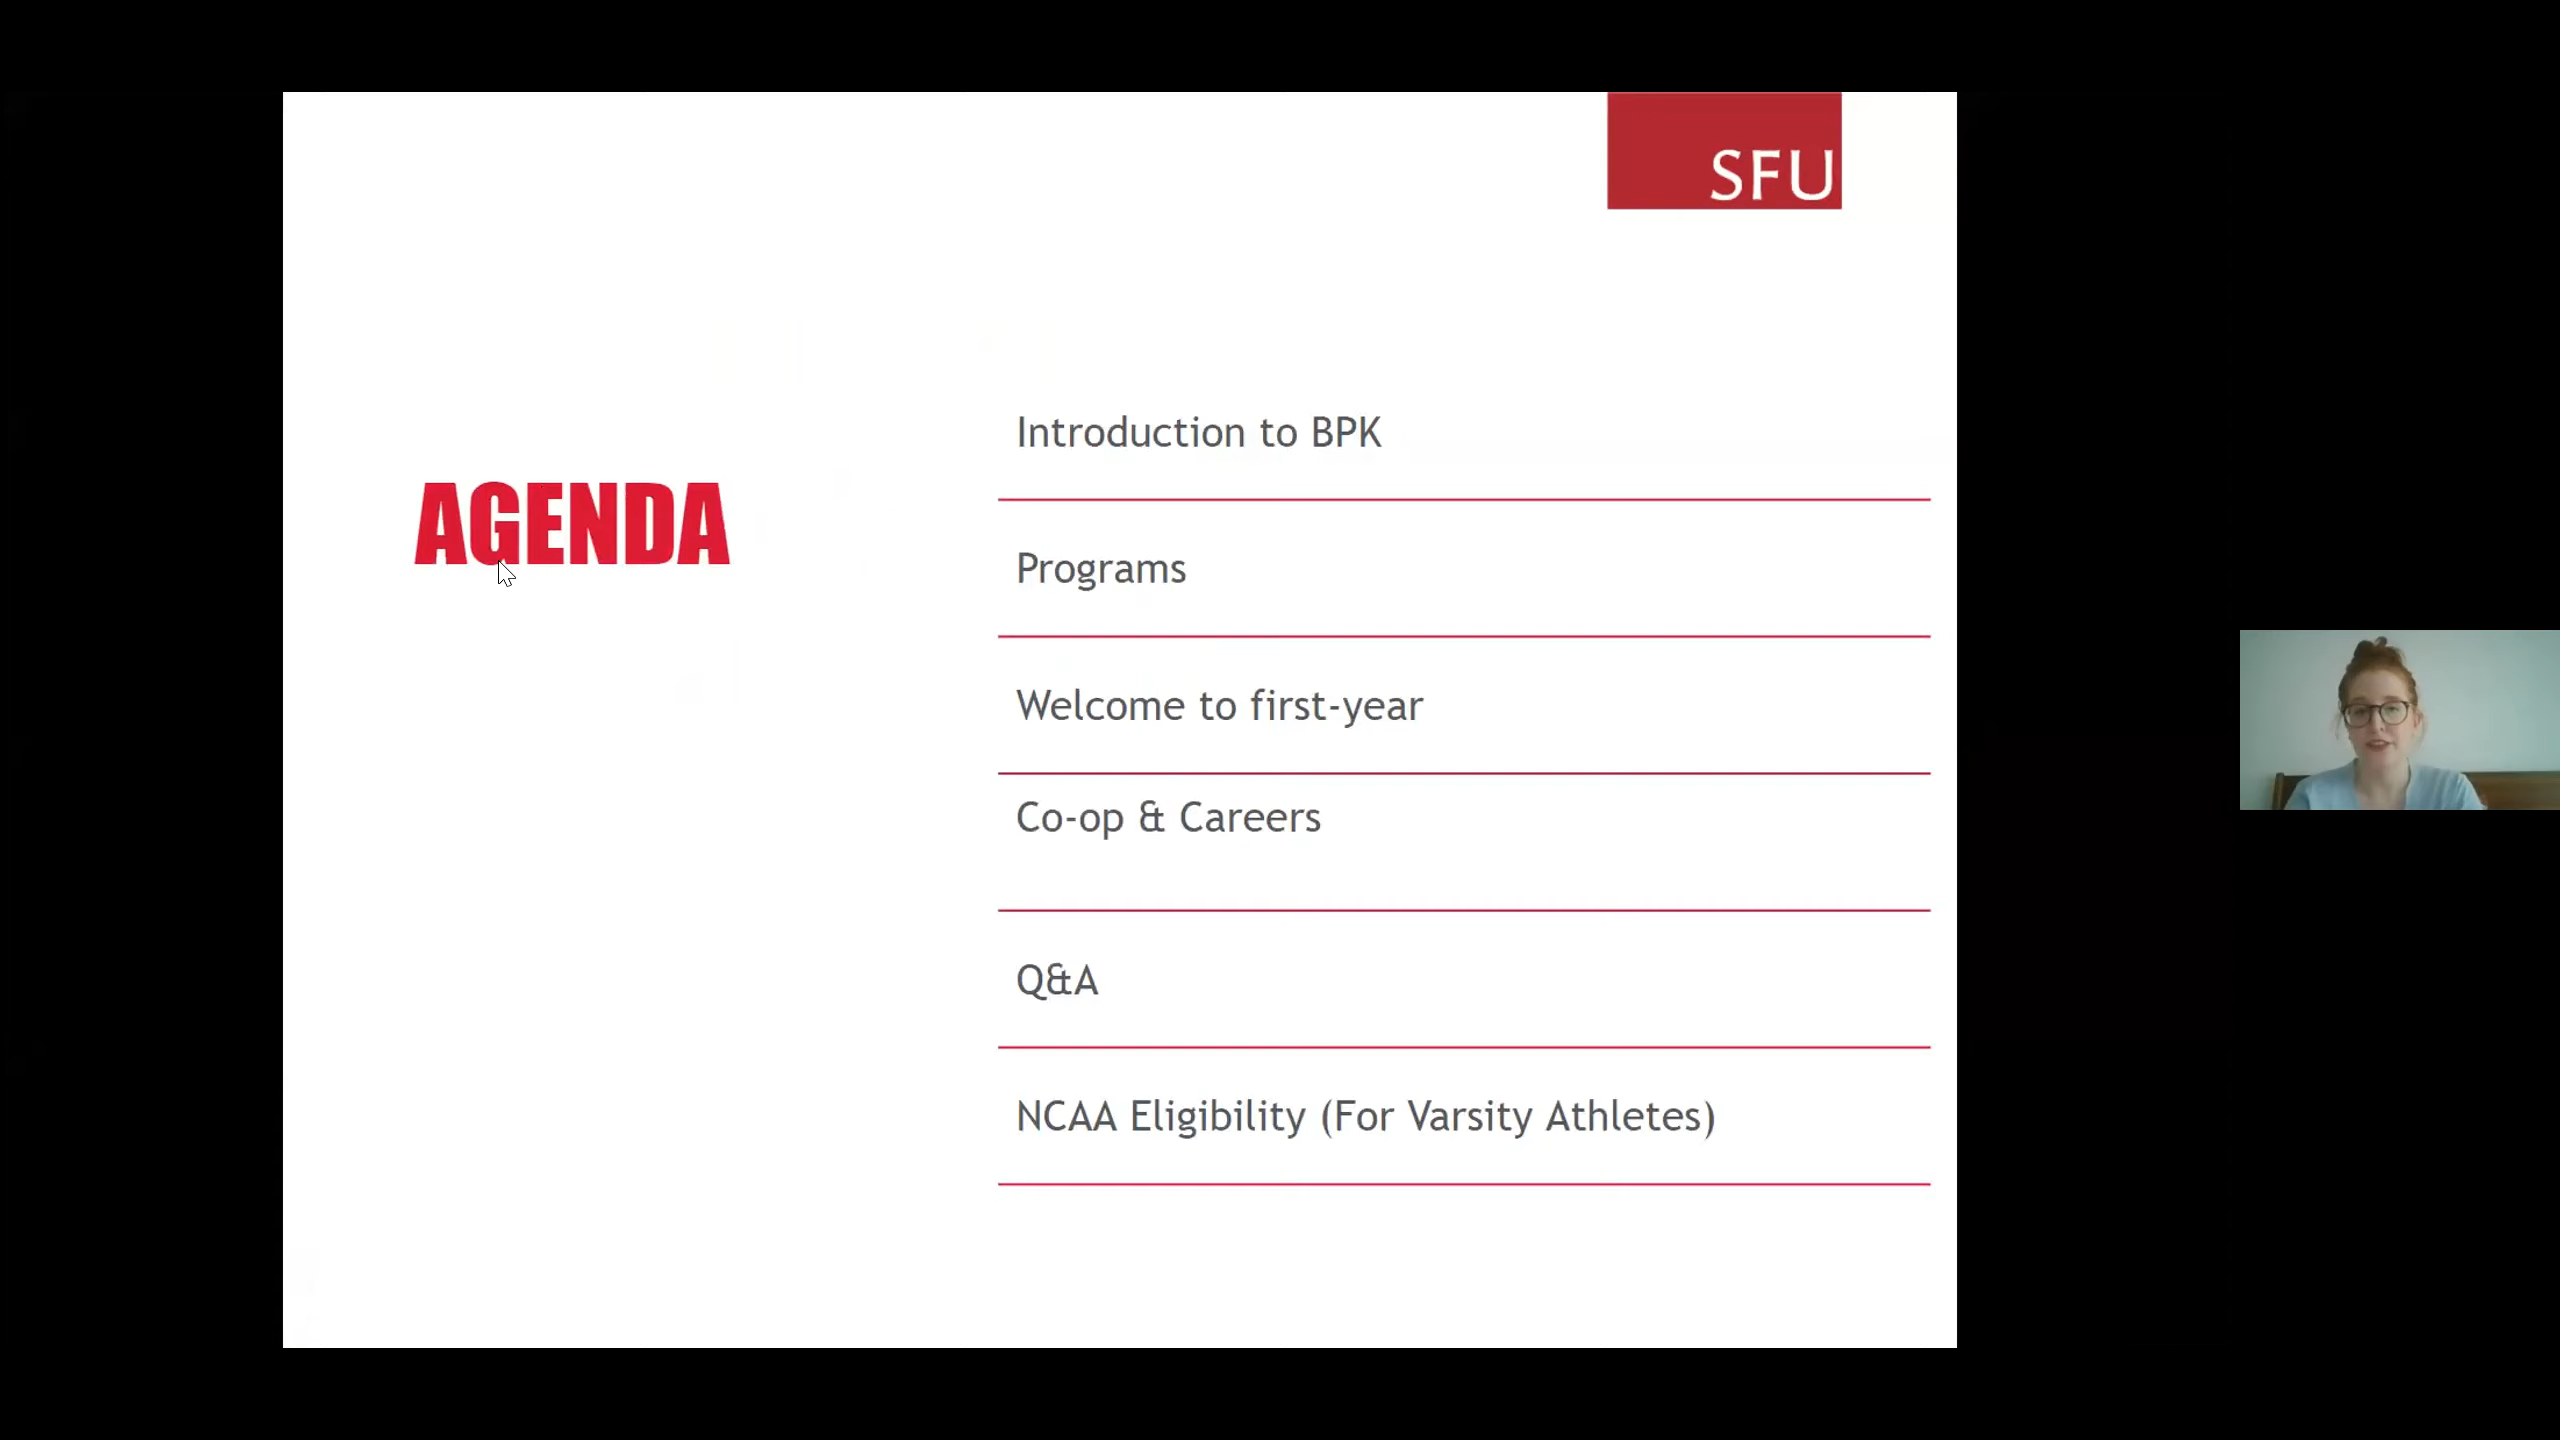 SFU
AGENDA
Introduction to BPK
Programs
Welcome to first-year
Co-op & Careers
Q&A
NCAA Eligibility (For Varsity Athletes)